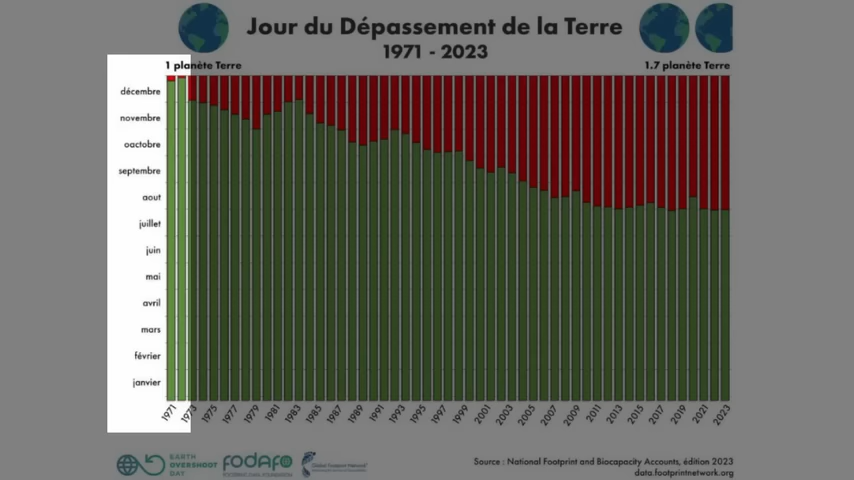 Jour du Dépassement de la Terre
1971 - 2023
1 planète Terre
1.7 planète Terre
décembre
novembre
oactobre
septembre
aout
juillet
juin
mai
avril
mars
février
janvier
1971 1973 1975 1977 1979 1981 1983 1985 1987 1989 1991 1993 1995 1997 1999 2001 2003 2005 2007 2009 2011 2013 2015 2017 2019 2021 2023
EARTH
OVERSHOOT
DAY
FODAFO
Global Footprint Network
Source : National Footprint and Biocapacity Accounts, édition 2023
data.footprintnetwork.org